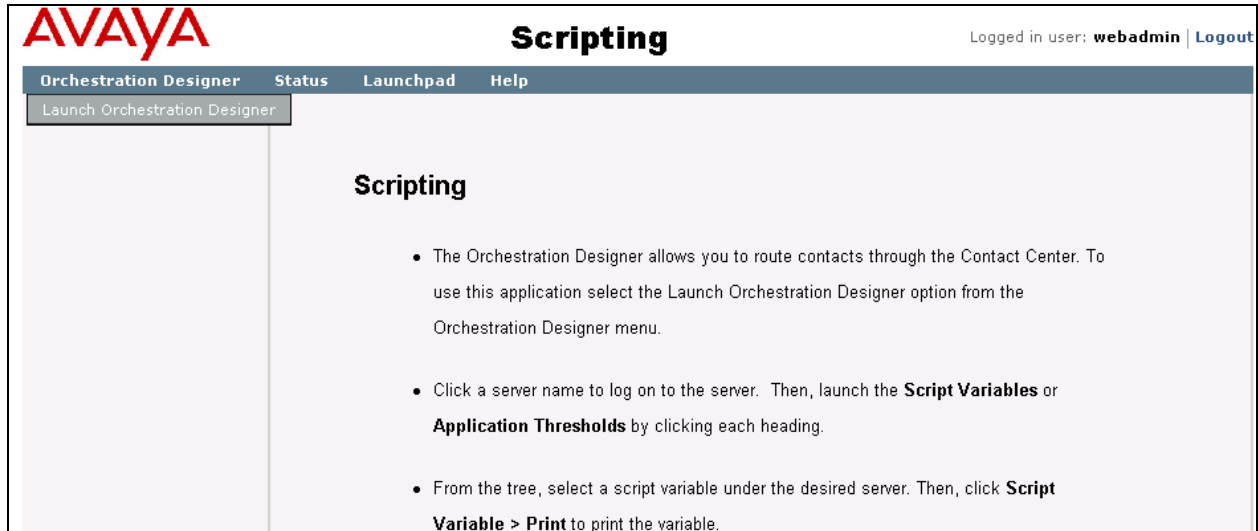 AVAYA
Scripting
Logged in user: webadmin | Logout
Orchestration Designer Status Launchpad Help
Launch Orchestration Designer
Scripting
• The Orchestration Designer allows you to route contacts through the Contact Center. To
use this application select the Launch Orchestration Designer option from the
Orchestration Designer menu.
• Click a server name to log on to the server. Then, launch the Script Variables or
Application Thresholds by clicking each heading.
• From the tree, select a script variable under the desired server. Then, click Script
Variable > Print to print the variable.